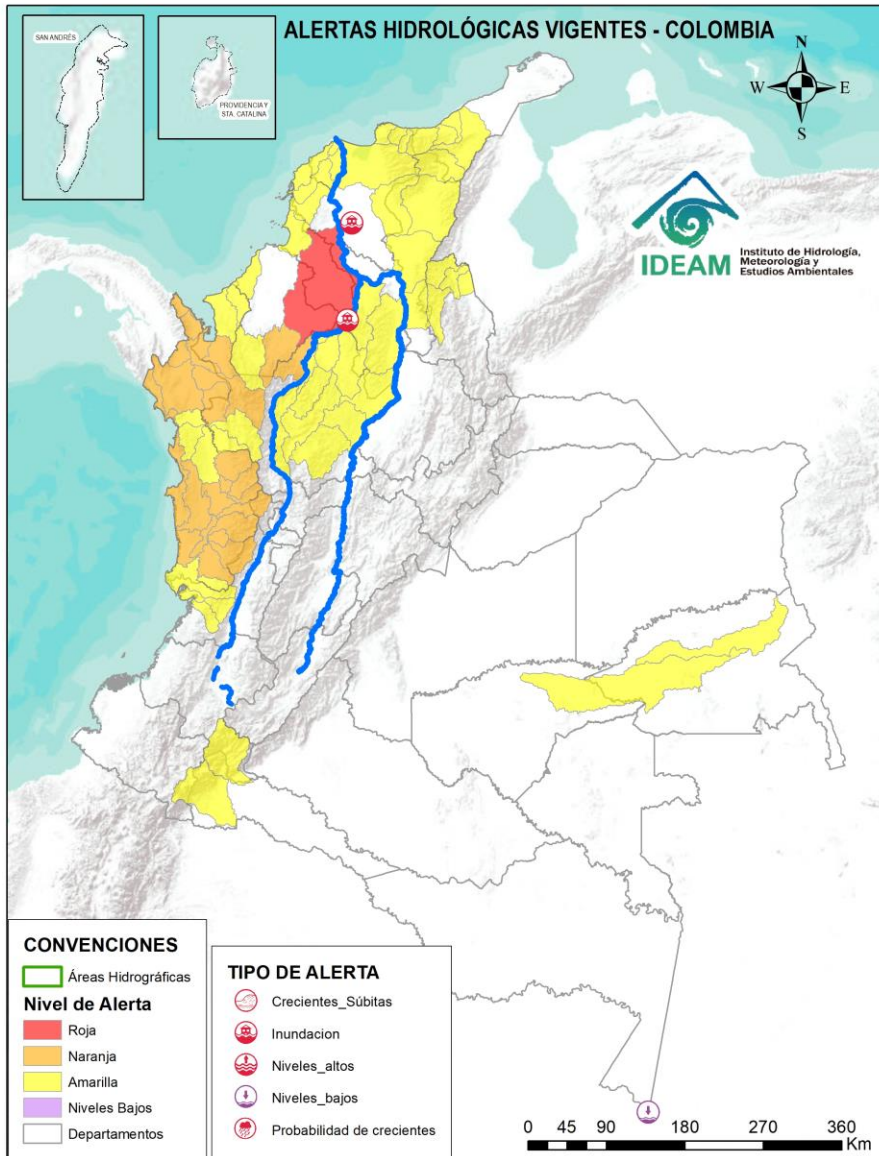 ALERTAS HIDROLÓGICAS VIGENTES - COLOMBIA
SAN ANDRÉS
PROVIDENCIA Y
STA. CATALINA
N
W
E
S
IDEAM
Instituto de Hidrología,
Meteorología y
Estudios Ambientales
CONVENCIONES
Áreas Hidrográficas
Nivel de Alerta
Roja
Naranja
Amarilla
Niveles Bajos
Departamentos
TIPO DE ALERTA
Crecientes_Súbitas
Inundacion
Niveles_altos
Niveles_bajos
Probabilidad de crecientes
0 45 90 180 270 360
Km